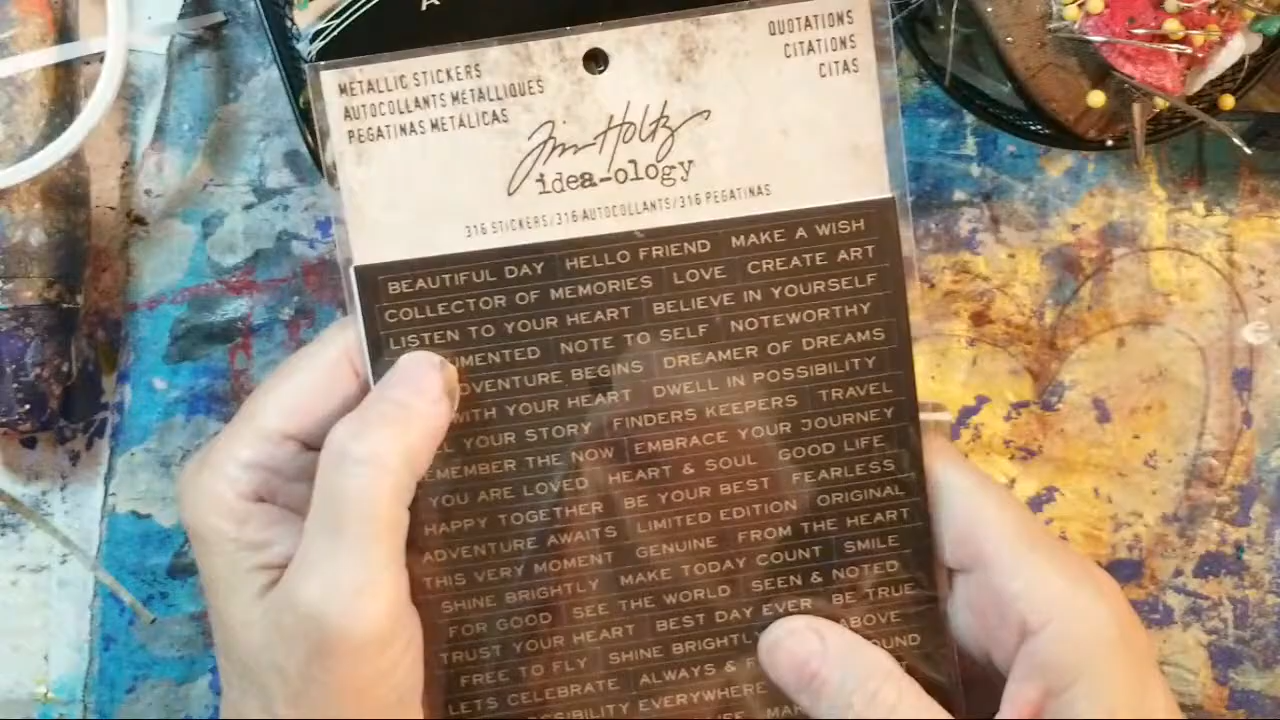 METALLIC STICKERS
AUTOCOLLANTS MÉTALLIQUES
PEGATINAS METÁLICAS
QUOTATIONS
CITATIONS
CITAS
Tim Holtz
idea-ology
316 STICKERS/316 AUTOCOLLANTS/316 PEGATINAS
BEAUTIFUL DAY HELLO FRIEND MAKE A WISH
COLLECTOR OF MEMORIES LOVE CREATE ART
LISTEN TO YOUR HEART BELIEVE IN YOURSELF
UMENTED NOTE TO SELF NOTEWORTHY
DVENTURE BEGINS DREAMER OF DREAMS
WITH YOUR HEART DWELL IN POSSIBILITY
L YOUR STORY FINDERS KEEPERS TRAVEL
EMEMBER THE NOW EMBRACE YOUR JOURNEY
YOU ARE LOVED HEART & SOUL GOOD LIFE
HAPPY TOGETHER BE YOUR BEST FEARLESS
ADVENTURE AWAITS LIMITED EDITION ORIGINAL
THIS VERY MOMENT GENUINE FROM THE HEART
SHINE BRIGHTLY MAKE TODAY COUNT SMILE
FOR GOOD SEE THE WORLD SEEN & NOTED
TRUST YOUR HEART BEST DAY EVER BE TRUE
FREE TO FLY SHINE BRIGHTLY ABOVE
LETS CELEBRATE ALWAYS & F OUND
SSIBILITY EVERYWHERE
LIFE MA